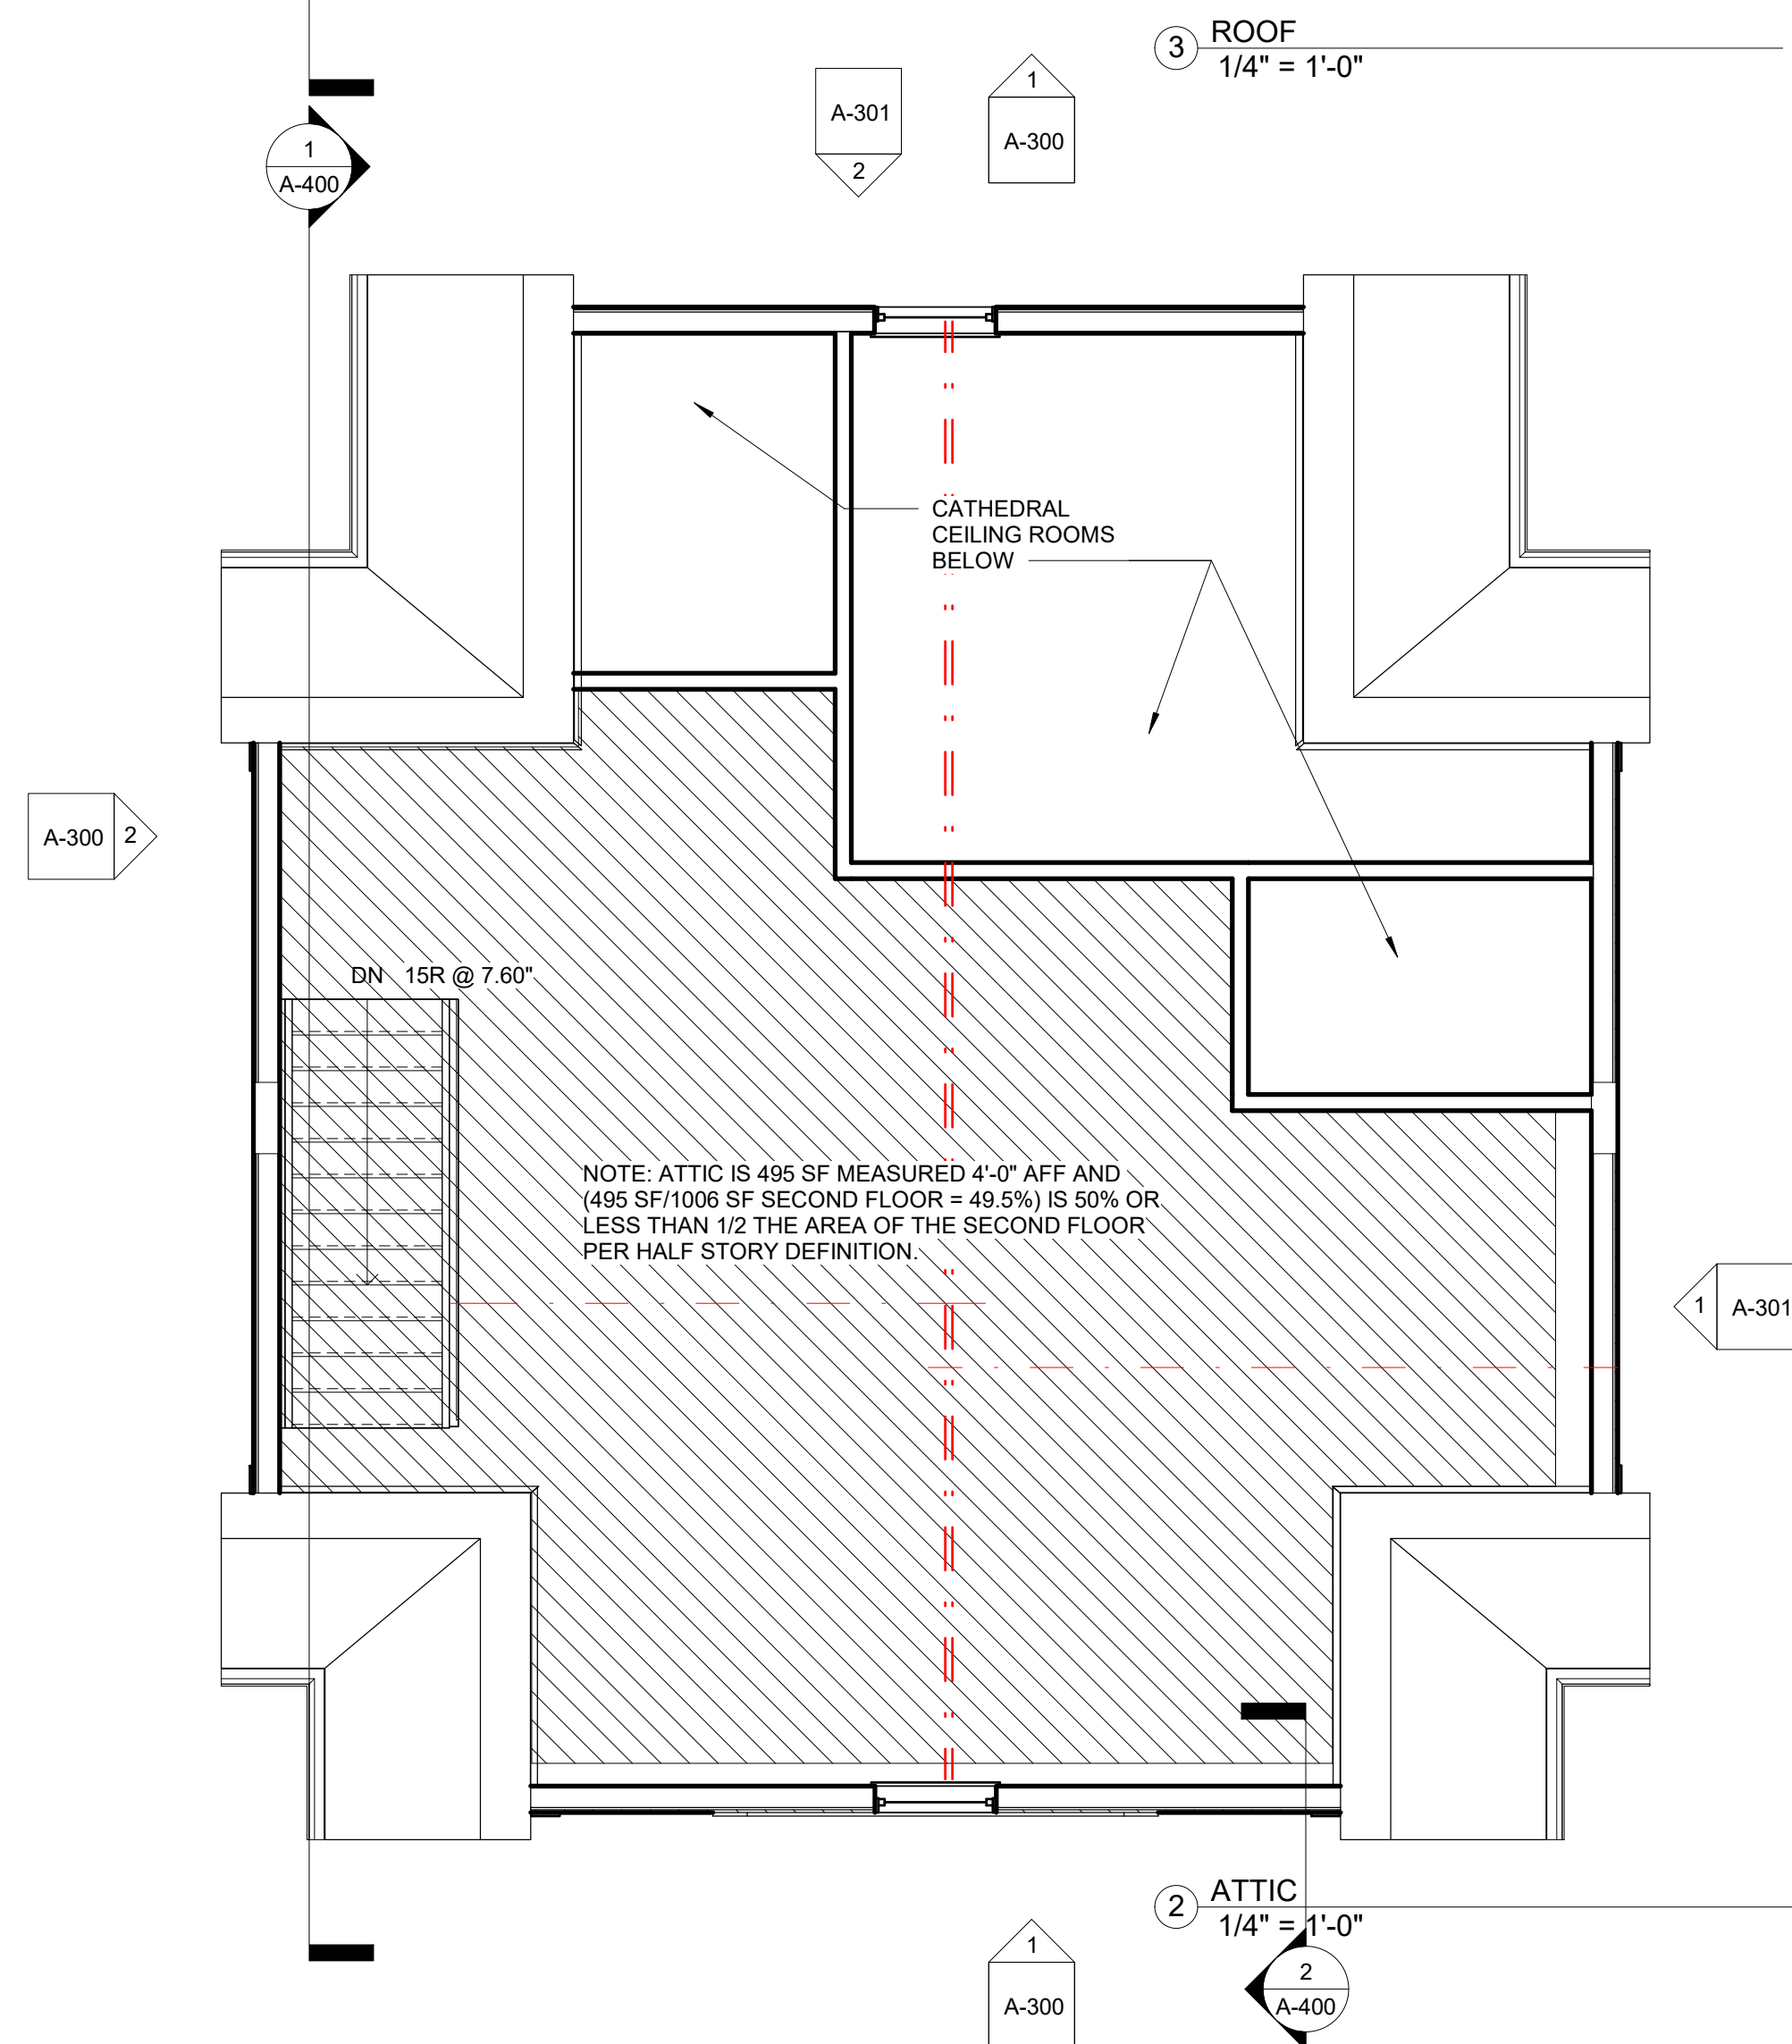 3
ROOF
1/4" = 1'-0"
A-301
2
1
A-300
1
A-400
CATHEDRAL
CEILING ROOMS
BELOW
A-300
2
DN 15R @ 7.60"
NOTE: ATTIC IS 495 SF MEASURED 4'-0" AFF AND
(495 SF/1006 SF SECOND FLOOR = 49.5%) IS 50% OR
LESS THAN 1/2 THE AREA OF THE SECOND FLOOR
PER HALF STORY DEFINITION.
1
A-301
2
ATTIC
1/4" = 1'-0"
1
A-300
2
A-400